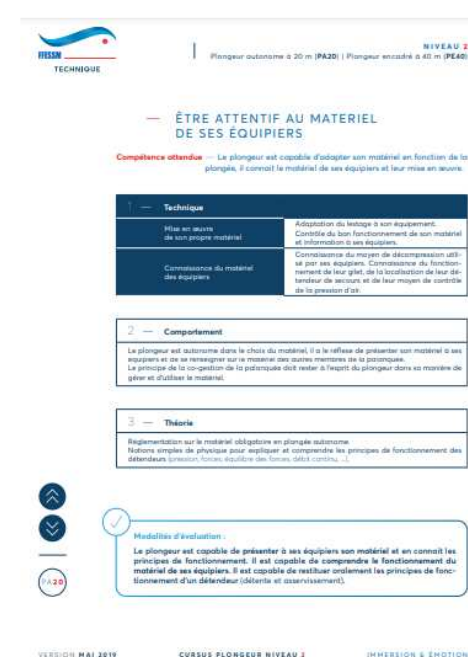 FFESSM
TECHNIQUE
NIVEAU 2
Plongeur autonome à 20 m (PA20) | Plongeur encadré à 40 m (PE40)
— ÊTRE ATTENTIF AU MATERIEL
DE SES ÉQUIPIERS
Compétence attendue — Le plongeur est capable d'adapter son matériel en fonction de la
plongée, il connait le matériel de ses équipiers et leur mise en œuvre.
1 — Technique
Mise en œuvre
de son propre matériel
Adaptation du lestage à son équipement.
Contrôle du bon fonctionnement de son matériel
et information à ses équipiers.
Connaissance du matériel
des équipiers
Connaissance du moyen de décompression utili-
sé par ses équipiers. Connaissance du fonction-
nement de leur gilet, de la localisation de leur dé-
tendeur de secours et de leur moyen de contrôle
de la pression d'air.
2 — Comportement
Le plongeur est autonome dans le choix du matériel, il a le réflexe de présenter son matériel à ses
équipiers et de se renseigner sur le matériel des autres membres de la palanquée.
Le principe de la co-gestion de la palanquée doit rester à l'esprit du plongeur dans sa manière de
gérer et d'utiliser le matériel.
3 — Théorie
Réglementation sur le matériel obligatoire en plongée autonome
Notions simples de physique pour expliquer et comprendre les principes de fonctionnement des
détendeurs (pression, forces, équilibre des forces, débit continu, ...).
Modalités d'évaluation :
Le plongeur est capable de présenter à ses équipiers son matériel et en connait les
principes de fonctionnement. Il est capable de comprendre le fonctionnement du
matériel de ses équipiers. Il est capable de restituer oralement les principes de fonc-
tionnement d'un détendeur (détente et asservissement).
PA20
VERSION MAI 2019 CURSUS PLONGEUR NIVEAU 2 IMMERSION & ÉMOTION